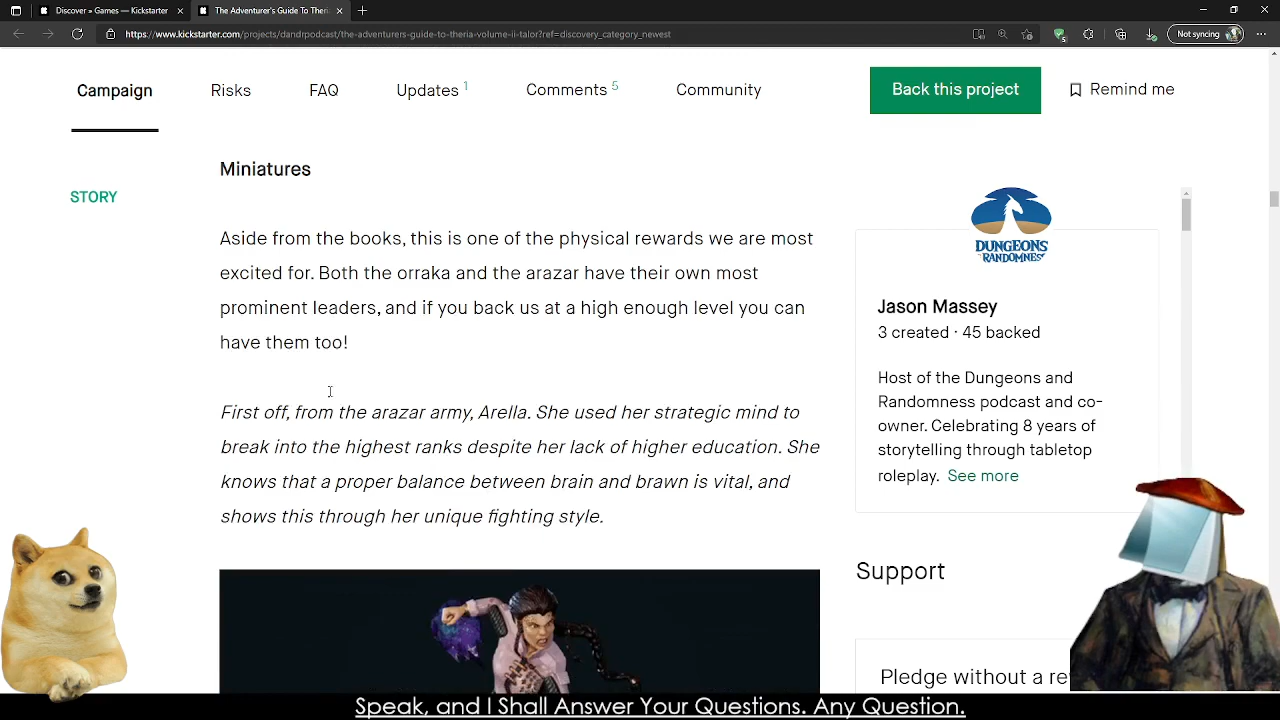 Discover » Games — Kickstarter
The Adventurer's Guide To Theria
https://www.kickstarter.com/projects/dandrpodcast/the-adventurers-guide-to-theria-volume-ii-talor?ref=discovery_category_newest
Not syncing
Campaign
Risks
FAQ
Updates 1
Comments 5
Community
Back this project
Remind me
STORY
Miniatures
Aside from the books, this is one of the physical rewards we are most
excited for. Both the orraka and the arazar have their own most
prominent leaders, and if you back us at a high enough level you can
have them too!
First off, from the arazar army, Arella. She used her strategic mind to
break into the highest ranks despite her lack of higher education. She
knows that a proper balance between brain and brawn is vital, and
shows this through her unique fighting style.
DUNGEONS
RANDOMNESS
Jason Massey
3 created · 45 backed
Host of the Dungeons and
Randomness podcast and co-
owner. Celebrating 8 years of
storytelling through tabletop
roleplay. See more
Support
Pledge without a re
Speak, and I Shall Answer Your Questions. Any Question.